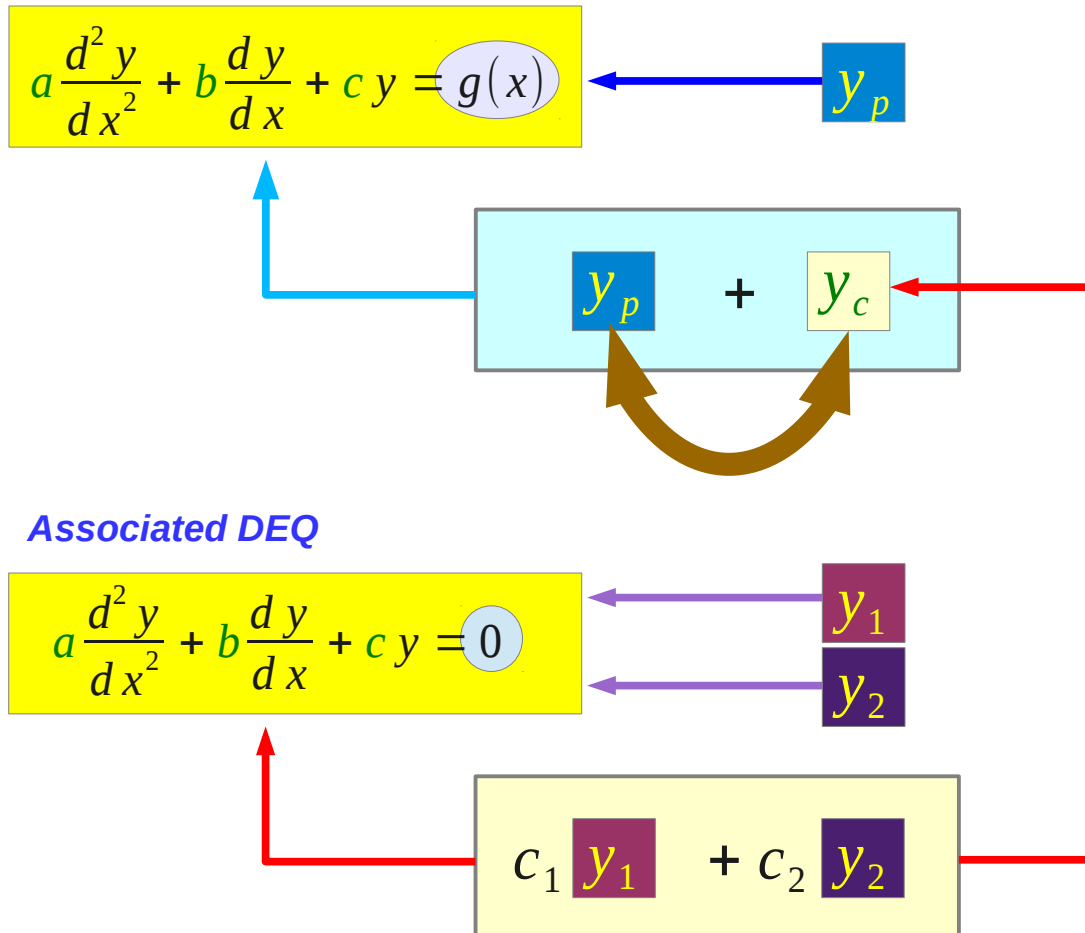 a d²y/dx² + b dy/dx + c y = g(x)
y_p
y_p + y_c
Associated DEQ
a d²y/dx² + b dy/dx + c y = 0
y_1
y_2
c_1 y_1 + c_2 y_2